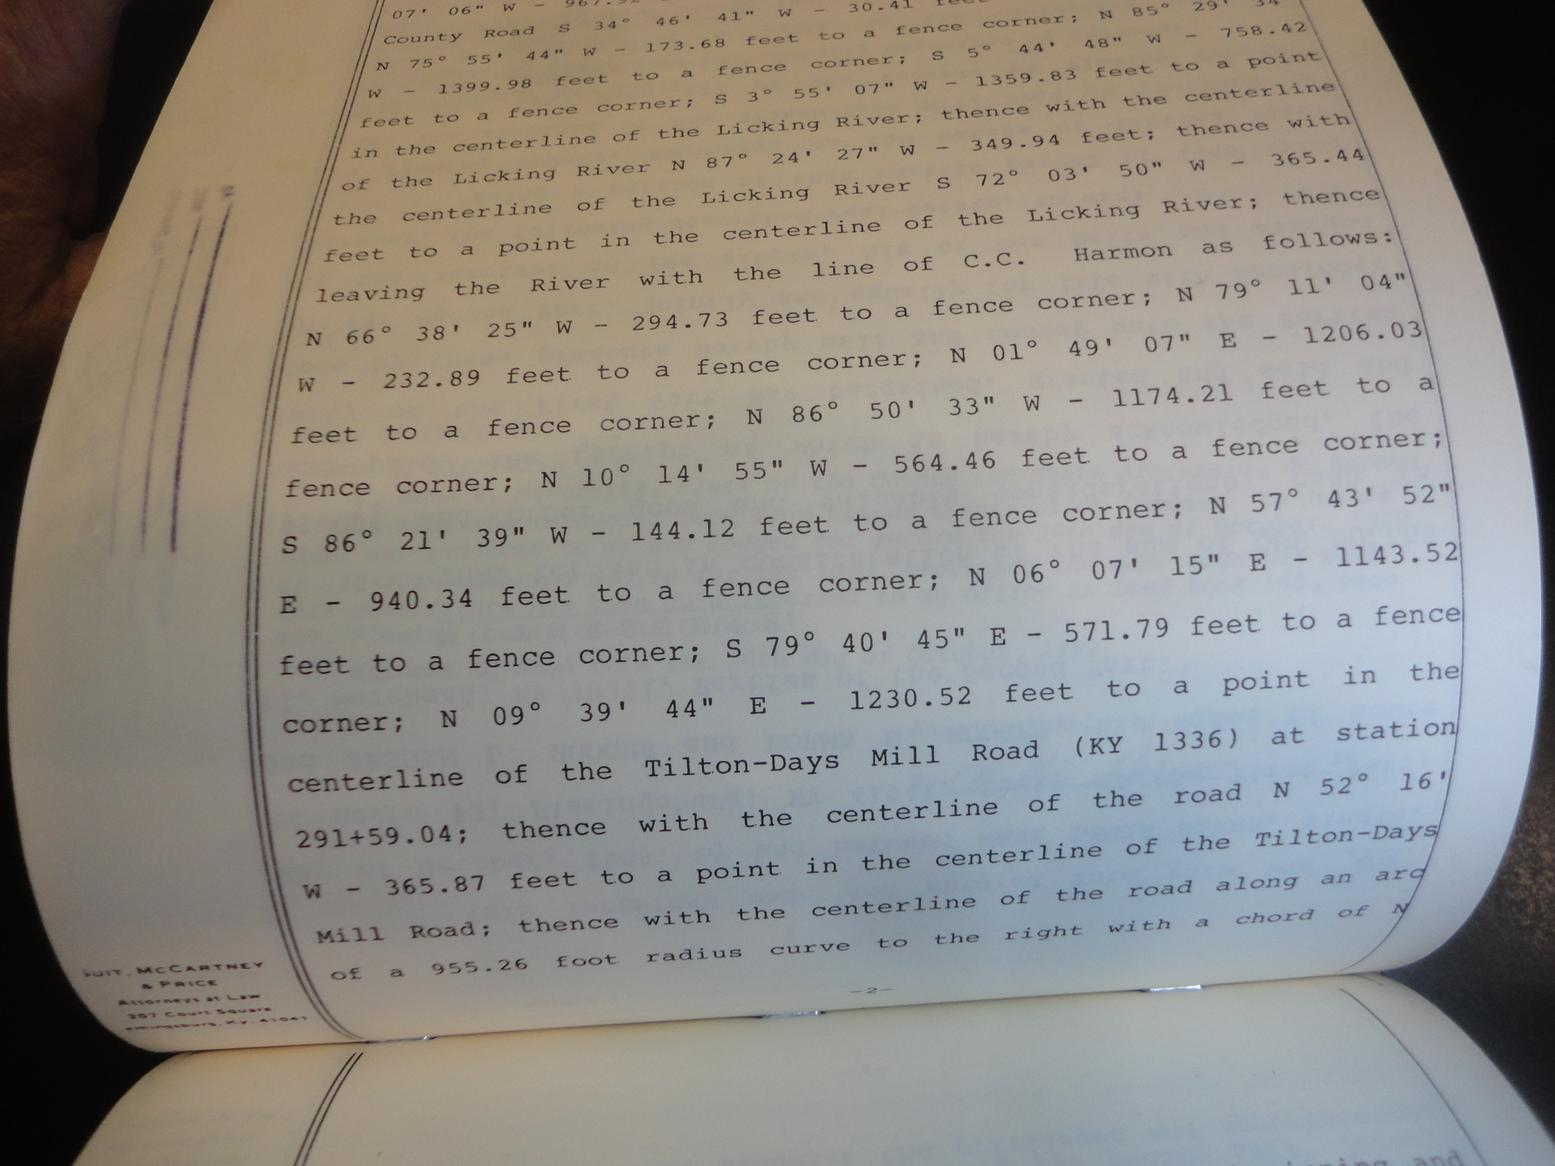 07' 06" W -
County Road S 34° 46' 41" W - 30.41
N 75° 55' 44" W - 173.68 feet to a fence corner; N 85° 29'
W - 1399.98 feet to a fence corner; S 5° 44' 48" W - 758.42
feet to a fence corner; S 3° 55' 07" W - 1359.83 feet to a point
in the centerline of the Licking River; thence with the centerline
of the Licking River N 87° 24' 27" W - 349.94 feet; thence with
the centerline of the Licking River S 72° 03' 50" W - 365.44
feet to a point in the centerline of the Licking River; thence
leaving the River with the line of C.C. Harmon as follows:
N 66° 38' 25" W - 294.73 feet to a fence corner; N 79° 11' 04"
W - 232.89 feet to a fence corner; N 01° 49' 07" E - 1206.03
feet to a fence corner; N 86° 50' 33" W - 1174.21 feet to a
fence corner; N 10° 14' 55" W - 564.46 feet to a fence corner;
S 86° 21' 39" W - 144.12 feet to a fence corner; N 57° 43' 52"
E - 940.34 feet to a fence corner; N 06° 07' 15" E - 1143.52
feet to a fence corner; S 79° 40' 45" E - 571.79 feet to a fence
corner; N 09° 39' 44" E - 1230.52 feet to a point in the
centerline of the Tilton-Days Mill Road (KY 1336) at station
291+59.04; thence with the centerline of the road N 52° 16'
W - 365.87 feet to a point in the centerline of the Tilton-Days
Mill Road; thence with the centerline of the road along an arc
of a 955.26 foot radius curve to the right with a chord of N
-2-
McCARTNEY
& PRICE
Attorneys at Law
207 Court Square
Ky. 41041
and